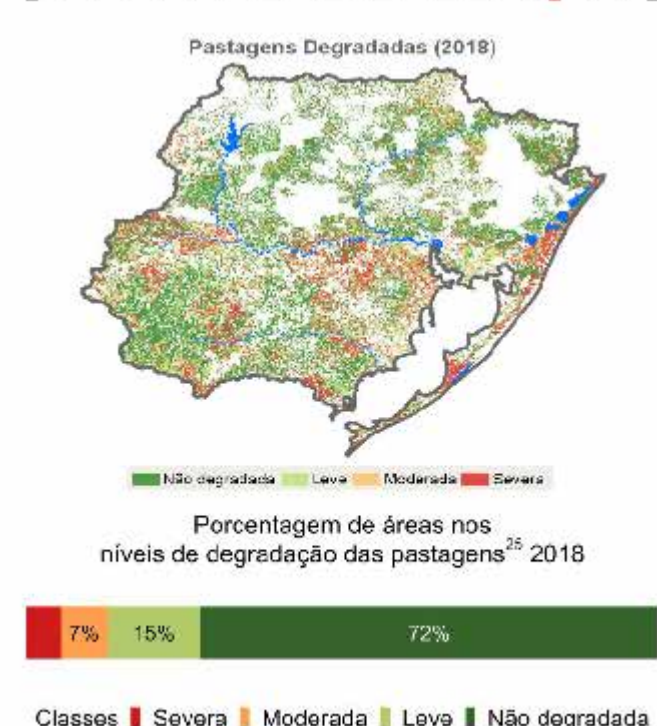 Pastagens Degradadas (2018)
Não degradada Leve Moderada Severa
Porcentagem de áreas nos
níveis de degradação das pastagens25 2018
7% 15% 72%
Classes Severa Moderada Leve Não degradada